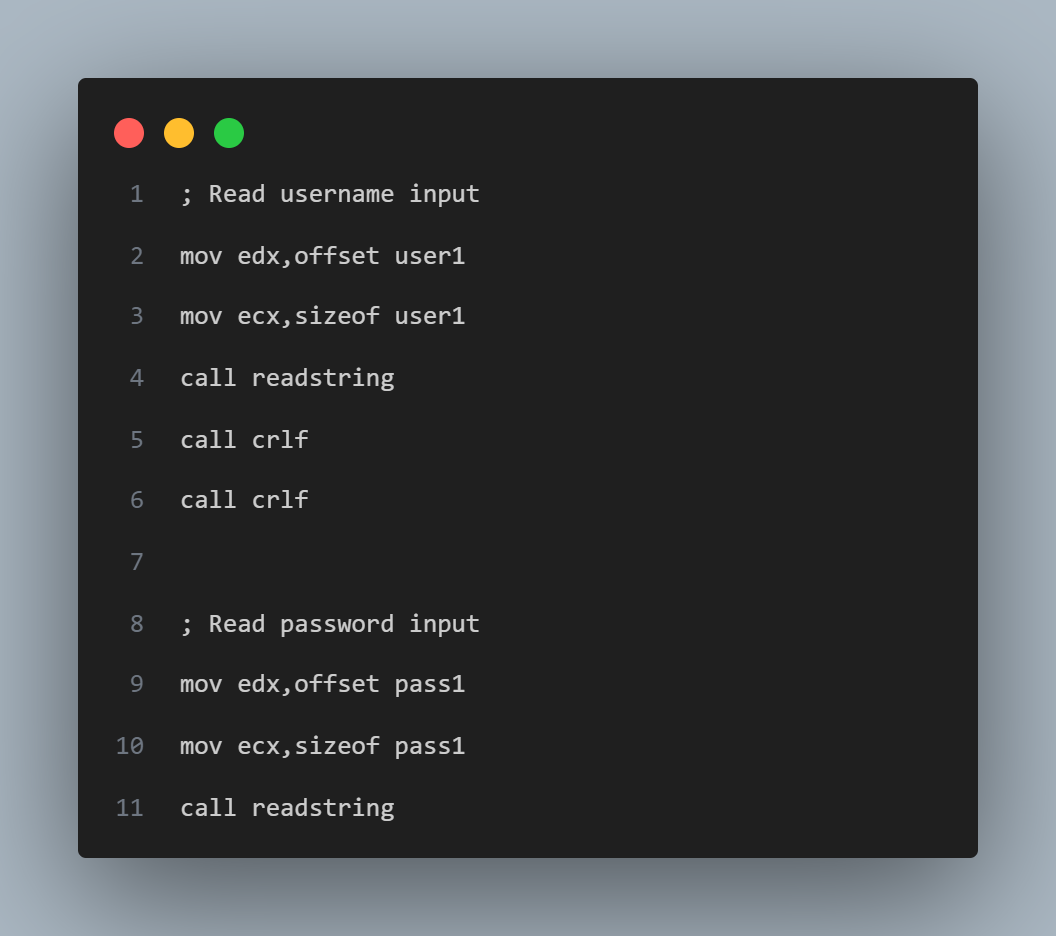 1 ; Read username input
2 mov edx,offset user1
3 mov ecx,sizeof user1
4 call readstring
5 call crlf
6 call crlf
7
8 ; Read password input
9 mov edx,offset pass1
10 mov ecx,sizeof pass1
11 call readstring